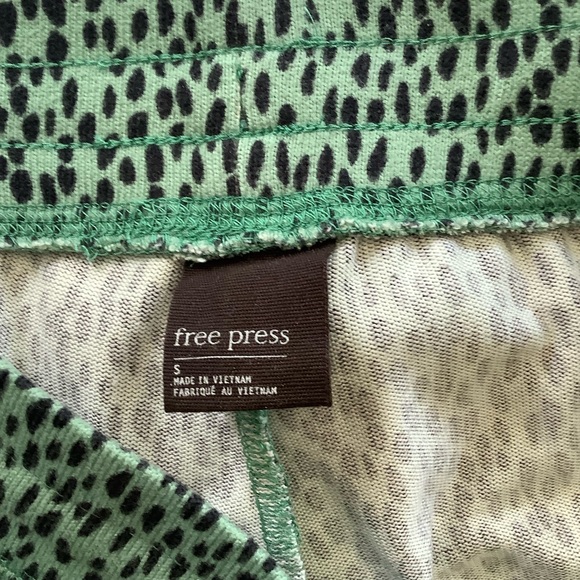 free press
S
MADE IN VIETNAM
FABRIQUÉ AU VIETNAM